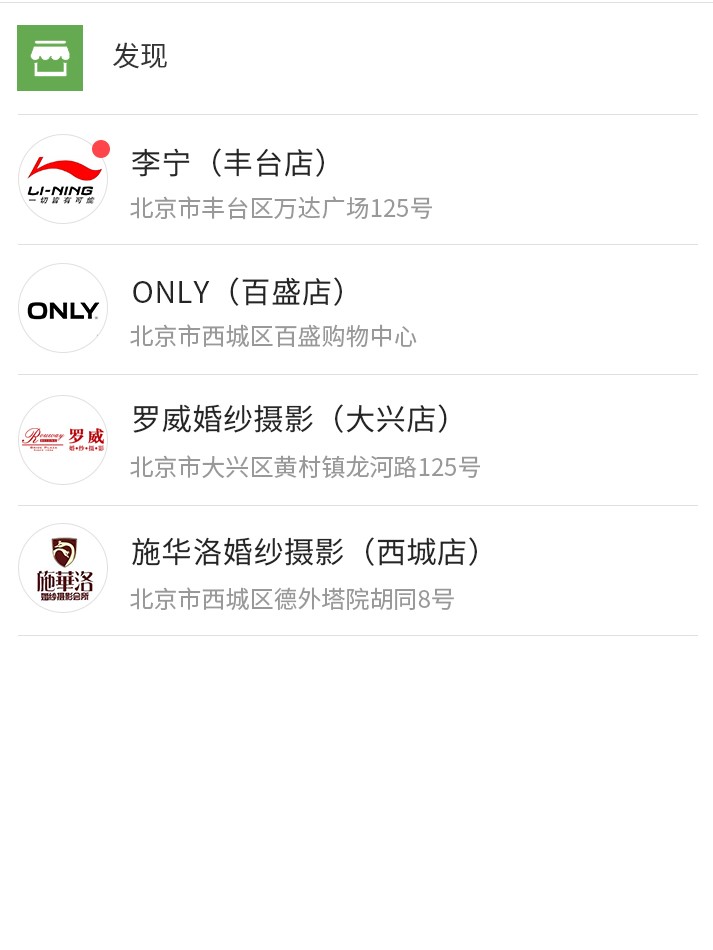 发现
李宁（丰台店）
LI-NING
一切皆有可能
北京市丰台区万达广场125号
ONLY（百盛店）
ONLY
北京市西城区百盛购物中心
罗威婚纱摄影（大兴店）
罗威
婚•纱•摄•影
北京市大兴区黄村镇龙河路125号
施华洛婚纱摄影（西城店）
施華洛
婚纱摄影会所
北京市西城区德外塔院胡同8号